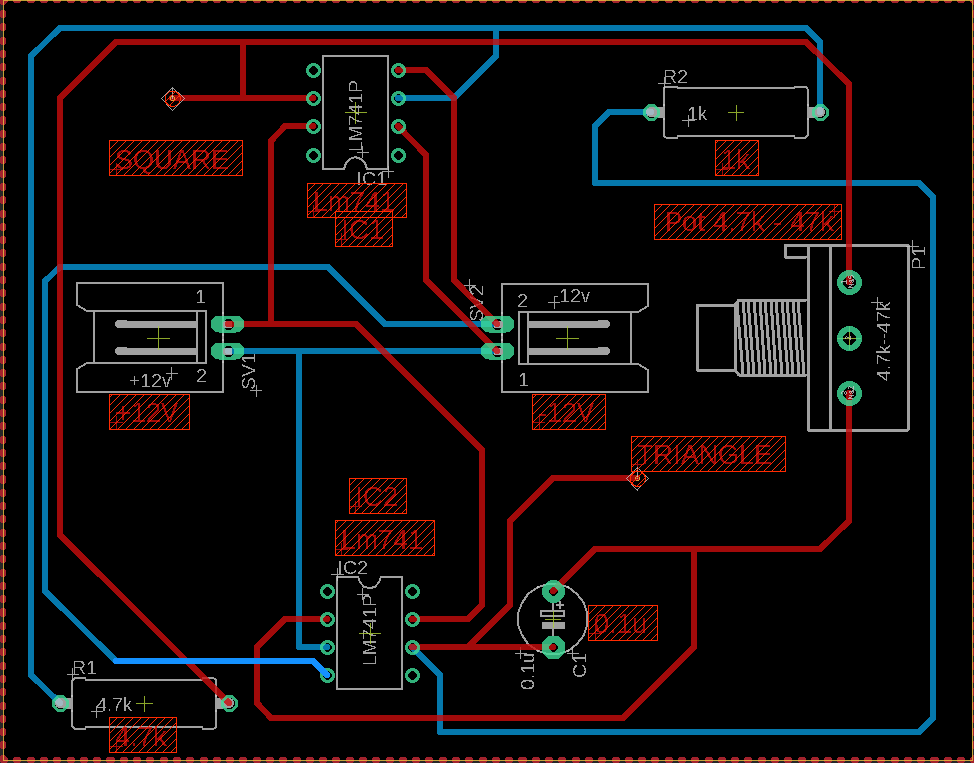 R2
1k
LM741P
SQUARE
1K
IC1
Lm741
IC1
Pot 4.7k - 47k
P1
1
2
SV2
-12v
4.7k--47k
+12v
2
SV1
1
+12V
-12V
TRIANGLE
IC2
Lm741
IC2
LM741P
0.1u
0.1u
C1
R1
4.7k
4.7K